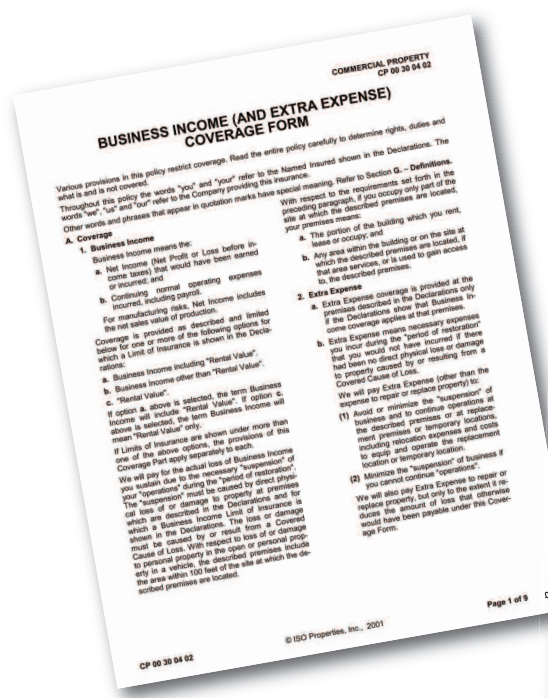 COMMERCIAL PROPERTY
CP 00 30 04 02
BUSINESS INCOME (AND EXTRA EXPENSE)
COVERAGE FORM
Various provisions in this policy restrict coverage. Read the entire policy carefully to determine rights, duties and
what is and is not covered.
Throughout this policy the words "you" and "your" refer to the Named Insured shown in the Declarations. The
words "we", "us" and "our" refer to the Company providing this insurance.
Other words and phrases that appear in quotation marks have special meaning. Refer to Section G. – Definitions.
A. Coverage
1. Business Income
Business Income means the:
a. Net Income (Net Profit or Loss before in-
come taxes) that would have been earned
or incurred; and
b. Continuing normal operating expenses
incurred, including payroll.
For manufacturing risks, Net Income includes
the net sales value of production.
Coverage is provided as described and limited
below for one or more of the following options for
which a Limit of Insurance is shown in the Decla-
rations:
a. Business Income including "Rental Value".
b. Business Income other than "Rental Value".
c. "Rental Value".
If option a. above is selected, the term Business
Income will include "Rental Value". If option c.
above is selected, the term Business Income will
mean "Rental Value" only.
If Limits of Insurance are shown under more than
one of the above options, the provisions of this
Coverage Part apply separately to each.
We will pay for the actual loss of Business Income
you sustain due to the necessary "suspension" of
your "operations" during the "period of restoration".
The "suspension" must be caused by direct physi-
cal loss of or damage to property at premises
which are described in the Declarations and for
which a Business Income Limit of Insurance is
shown in the Declarations. The loss or damage
must be caused by or result from a Covered
Cause of Loss. With respect to loss of or damage
to personal property in the open or personal prop-
erty in a vehicle, the described premises include
the area within 100 feet of the site at which the de-
scribed premises are located.
With respect to the requirements set forth in the
preceding paragraph, if you occupy only part of the
site at which the described premises are located,
your premises means:
a. The portion of the building which you rent,
lease or occupy; and
b. Any area within the building or on the site at
which the described premises are located, if
that area services, or is used to gain access
to, the described premises.
2. Extra Expense
a. Extra Expense coverage is provided at the
premises described in the Declarations only
if the Declarations show that Business In-
come coverage applies at that premises.
b. Extra Expense means necessary expenses
you incur during the "period of restoration"
that you would not have incurred if there
had been no direct physical loss or damage
to property caused by or resulting from a
Covered Cause of Loss.
We will pay Extra Expense (other than the
expense to repair or replace property) to:
(1) Avoid or minimize the "suspension" of
business and to continue operations at
the described premises or at replace-
ment premises or temporary locations,
including relocation expenses and costs
to equip and operate the replacement
location or temporary location.
(2) Minimize the "suspension" of business if
you cannot continue "operations".
We will also pay Extra Expense to repair or
replace property, but only to the extent it re-
duces the amount of loss that otherwise
would have been payable under this Cover-
age Form.
CP 00 30 04 02
© ISO Properties, Inc., 2001
Page 1 of 9